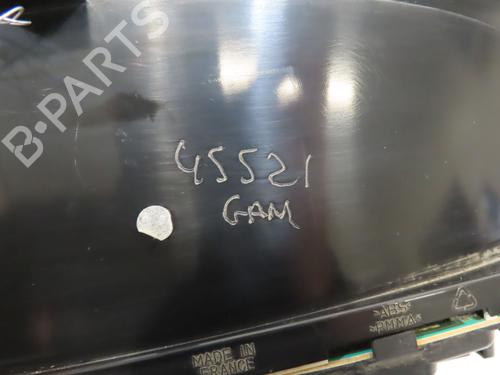 B-PARTS
45521
GAM
>ABS<
>PMMA<
MADE IN
FRANCE